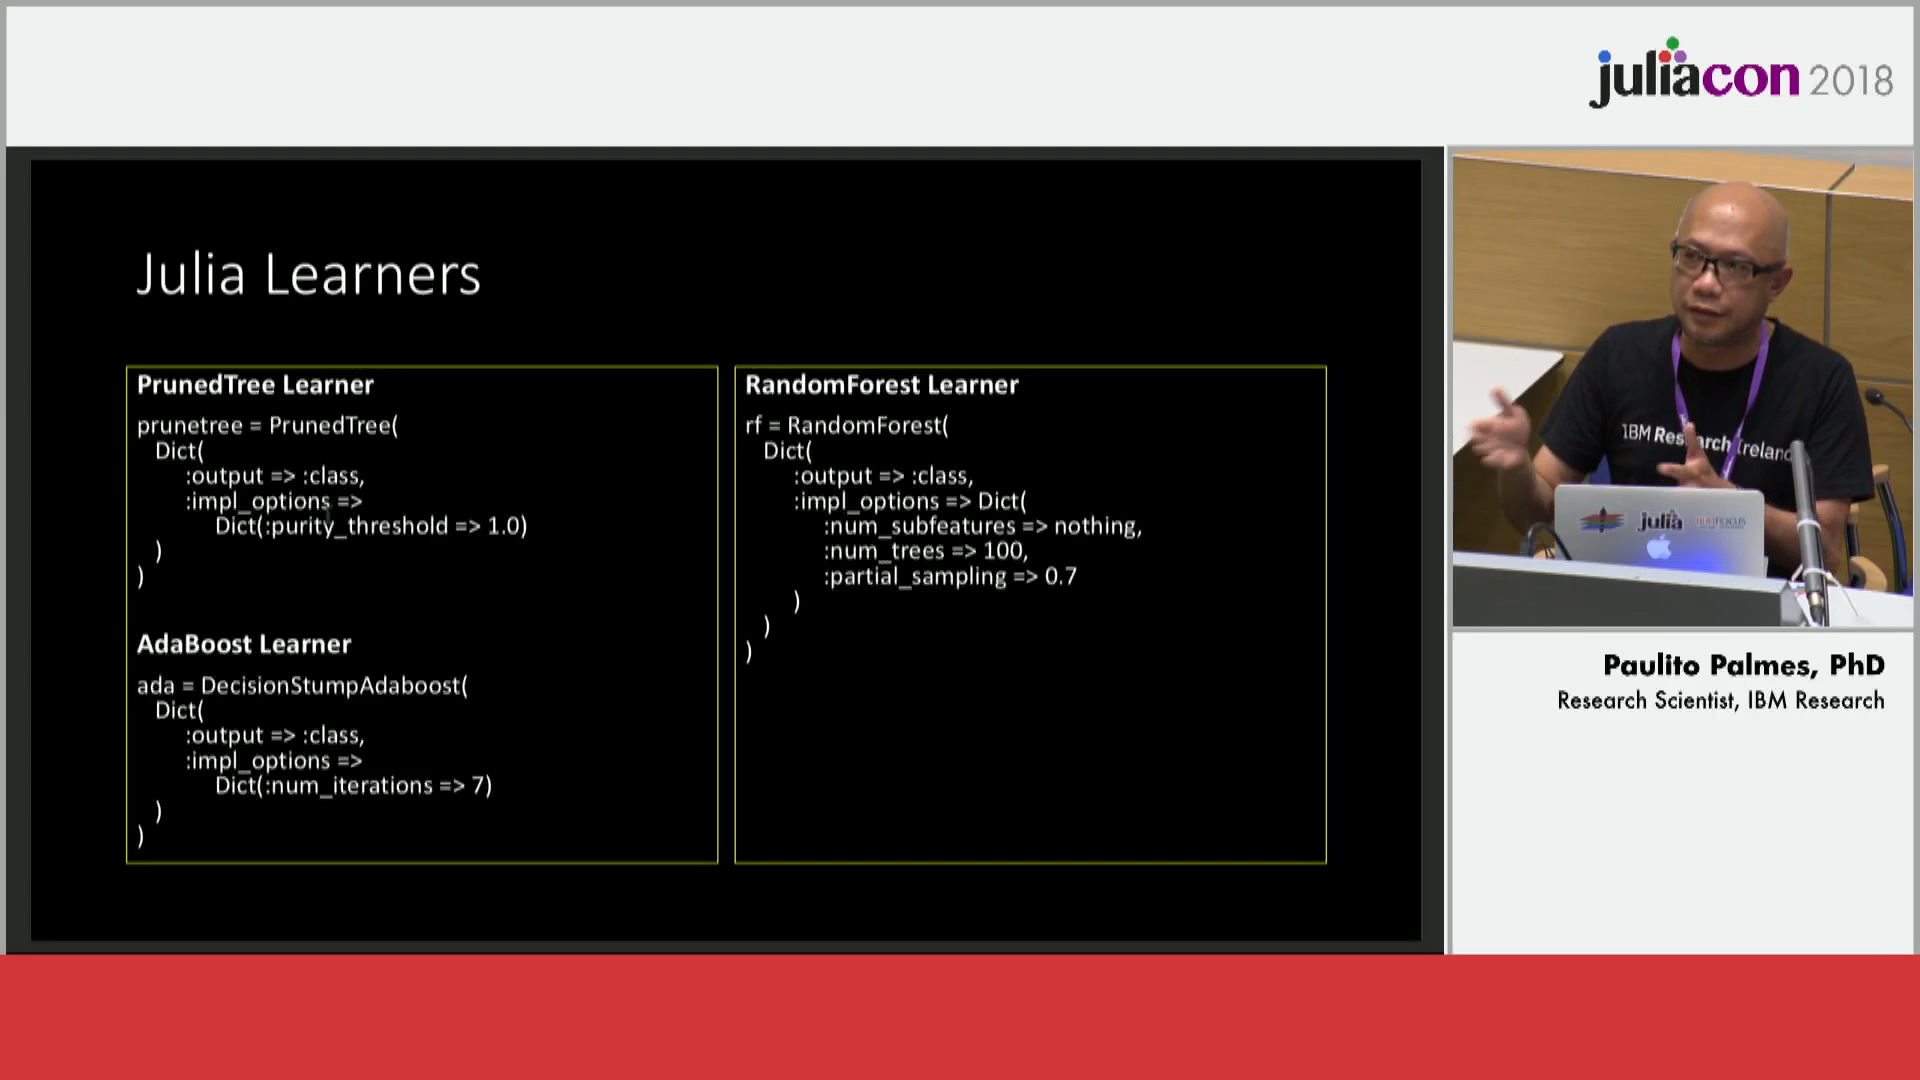 juliacon 2018
Julia Learners
PrunedTree Learner
prunetree = PrunedTree(
Dict(
:output => :class,
:impl_options =>
Dict(:purity_threshold => 1.0)
)
)
AdaBoost Learner
ada = DecisionStumpAdaboost(
Dict(
:output => :class,
:impl_options =>
Dict(:num_iterations => 7)
)
)
RandomForest Learner
rf = RandomForest(
Dict(
:output => :class,
:impl_options => Dict(
:num_subfeatures => nothing,
:num_trees => 100,
:partial_sampling => 0.7
)
)
)
IBM Research Ireland
julia
Paulito Palmes, PhD
Research Scientist, IBM Research